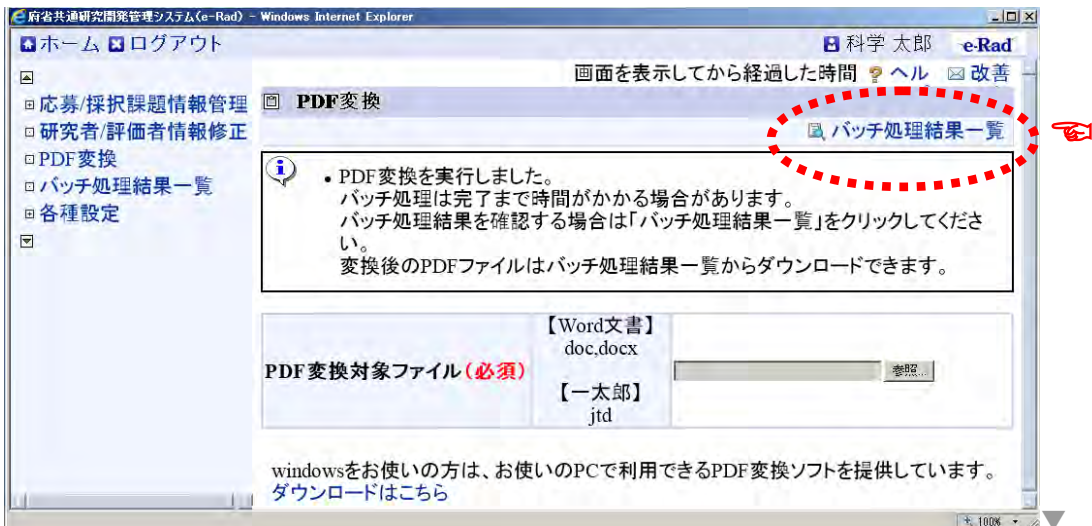 府省共通研究開発管理システム(e-Rad) - Windows Internet Explorer
ホーム ログアウト
科学 太郎 e-Rad
画面を表示してから経過した時間 ヘル 改善
応募/採択課題情報管理
研究者/評価者情報修正
PDF変換
バッチ処理結果一覧
各種設定
PDF変換
バッチ処理結果一覧
・PDF変換を実行しました。
バッチ処理は完了まで時間がかかる場合があります。
バッチ処理結果を確認する場合は「バッチ処理結果一覧」をクリックしてくださ
い。
変換後のPDFファイルはバッチ処理結果一覧からダウンロードできます。
PDF変換対象ファイル(必須)
【Word文書】
doc,docx
【一太郎】
jtd
参照...
windowsをお使いの方は、お使いのPCで利用できるPDF変換ソフトを提供しています。
ダウンロードはこちら
100%